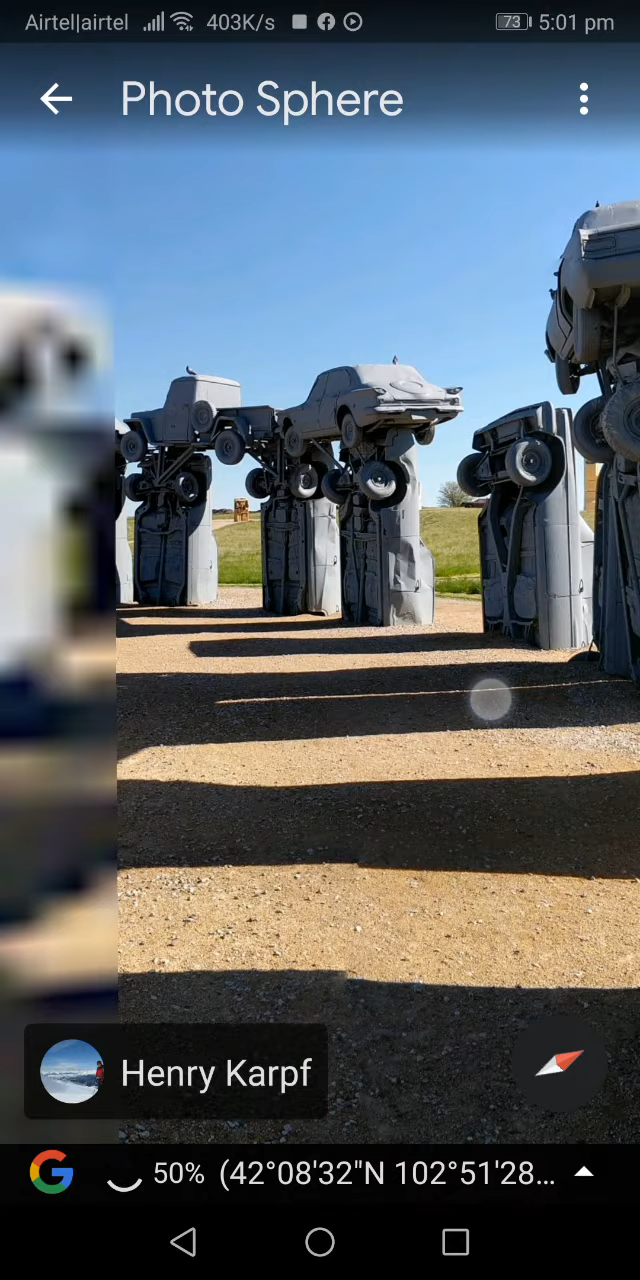 Airtel|airtel 403K/s 73 5:01 pm
Photo Sphere
Henry Karpf
50% (42°08'32"N 102°51'28...